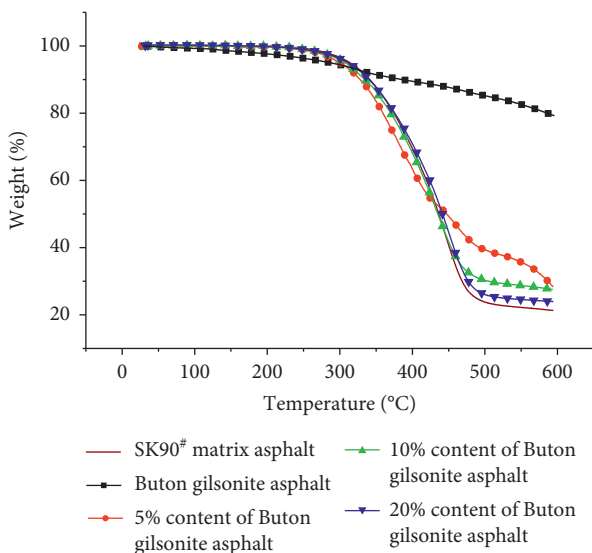 100
80
60
40
20
Weight (%)
0
100
200
300
400
500
600
Temperature (°C)
SK90# matrix asphalt
Buton gilsonite asphalt
5% content of Buton
gilsonite asphalt
10% content of Buton
gilsonite asphalt
20% content of Buton
gilsonite asphalt